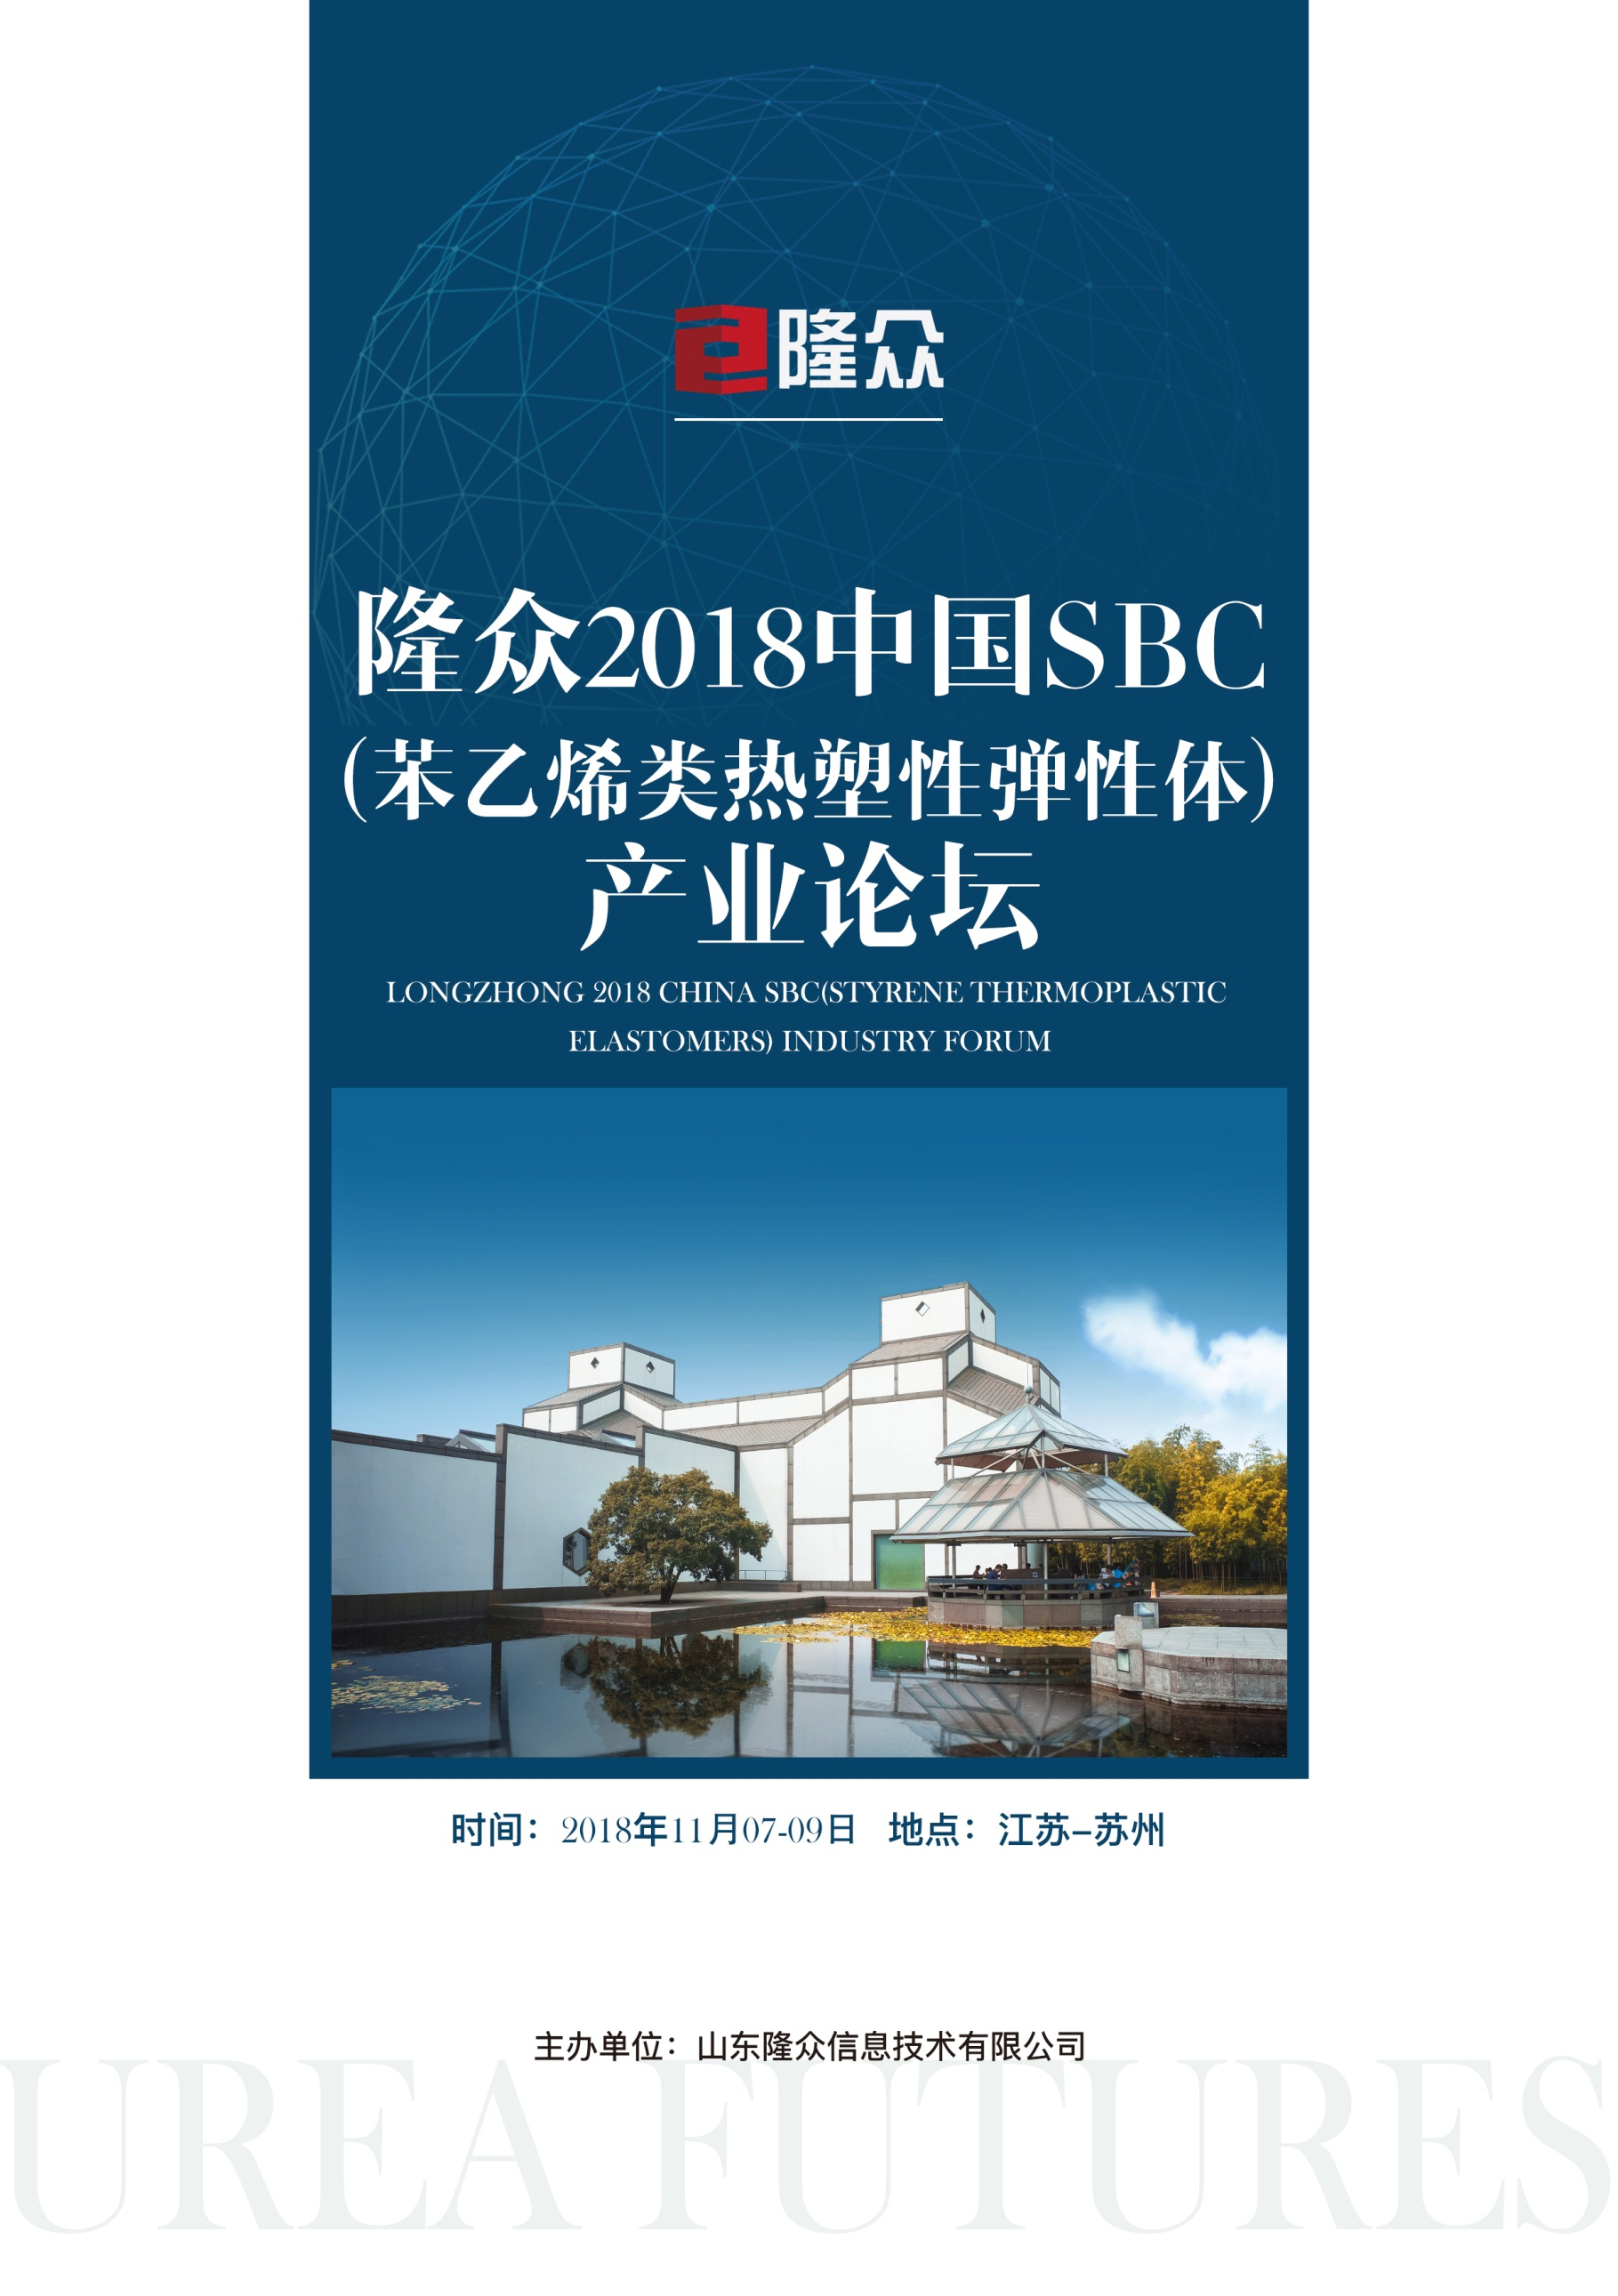 隆众
隆众2018中国SBC
(苯乙烯类热塑性弹性体)
产业论坛
LONGZHONG 2018 CHINA SBC(STYRENE THERMOPLASTIC
ELASTOMERS) INDUSTRY FORUM
时间：2018年11月07-09日 地点：江苏–苏州
主办单位：山东隆众信息技术有限公司
UREA FUTURES